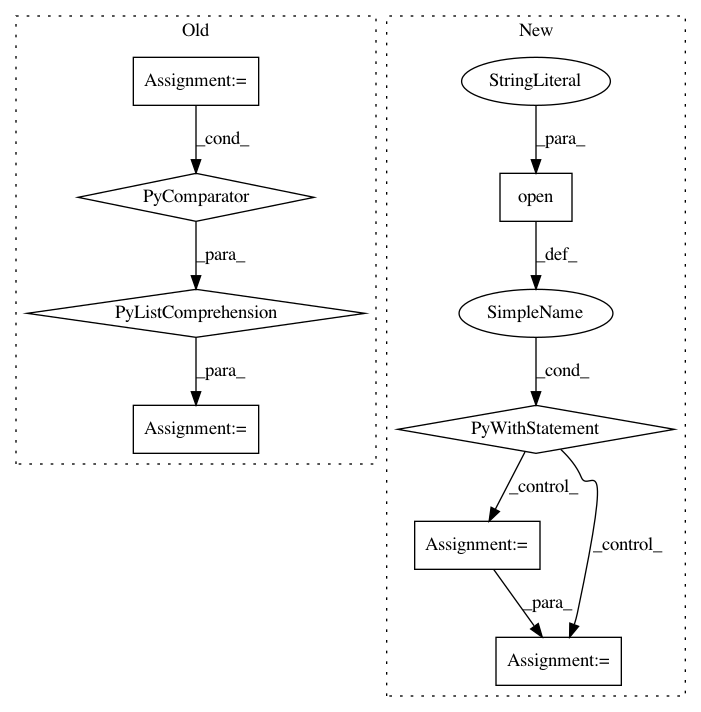 Old
Assignment:=
_cond_
PyComparator
_para_
PyListComprehension
_para_
Assignment:=
New
StringLiteral
_para_
open
_def_
SimpleName
_cond_
PyWithStatement
_control_
_control_
Assignment:=
_para_
Assignment:=